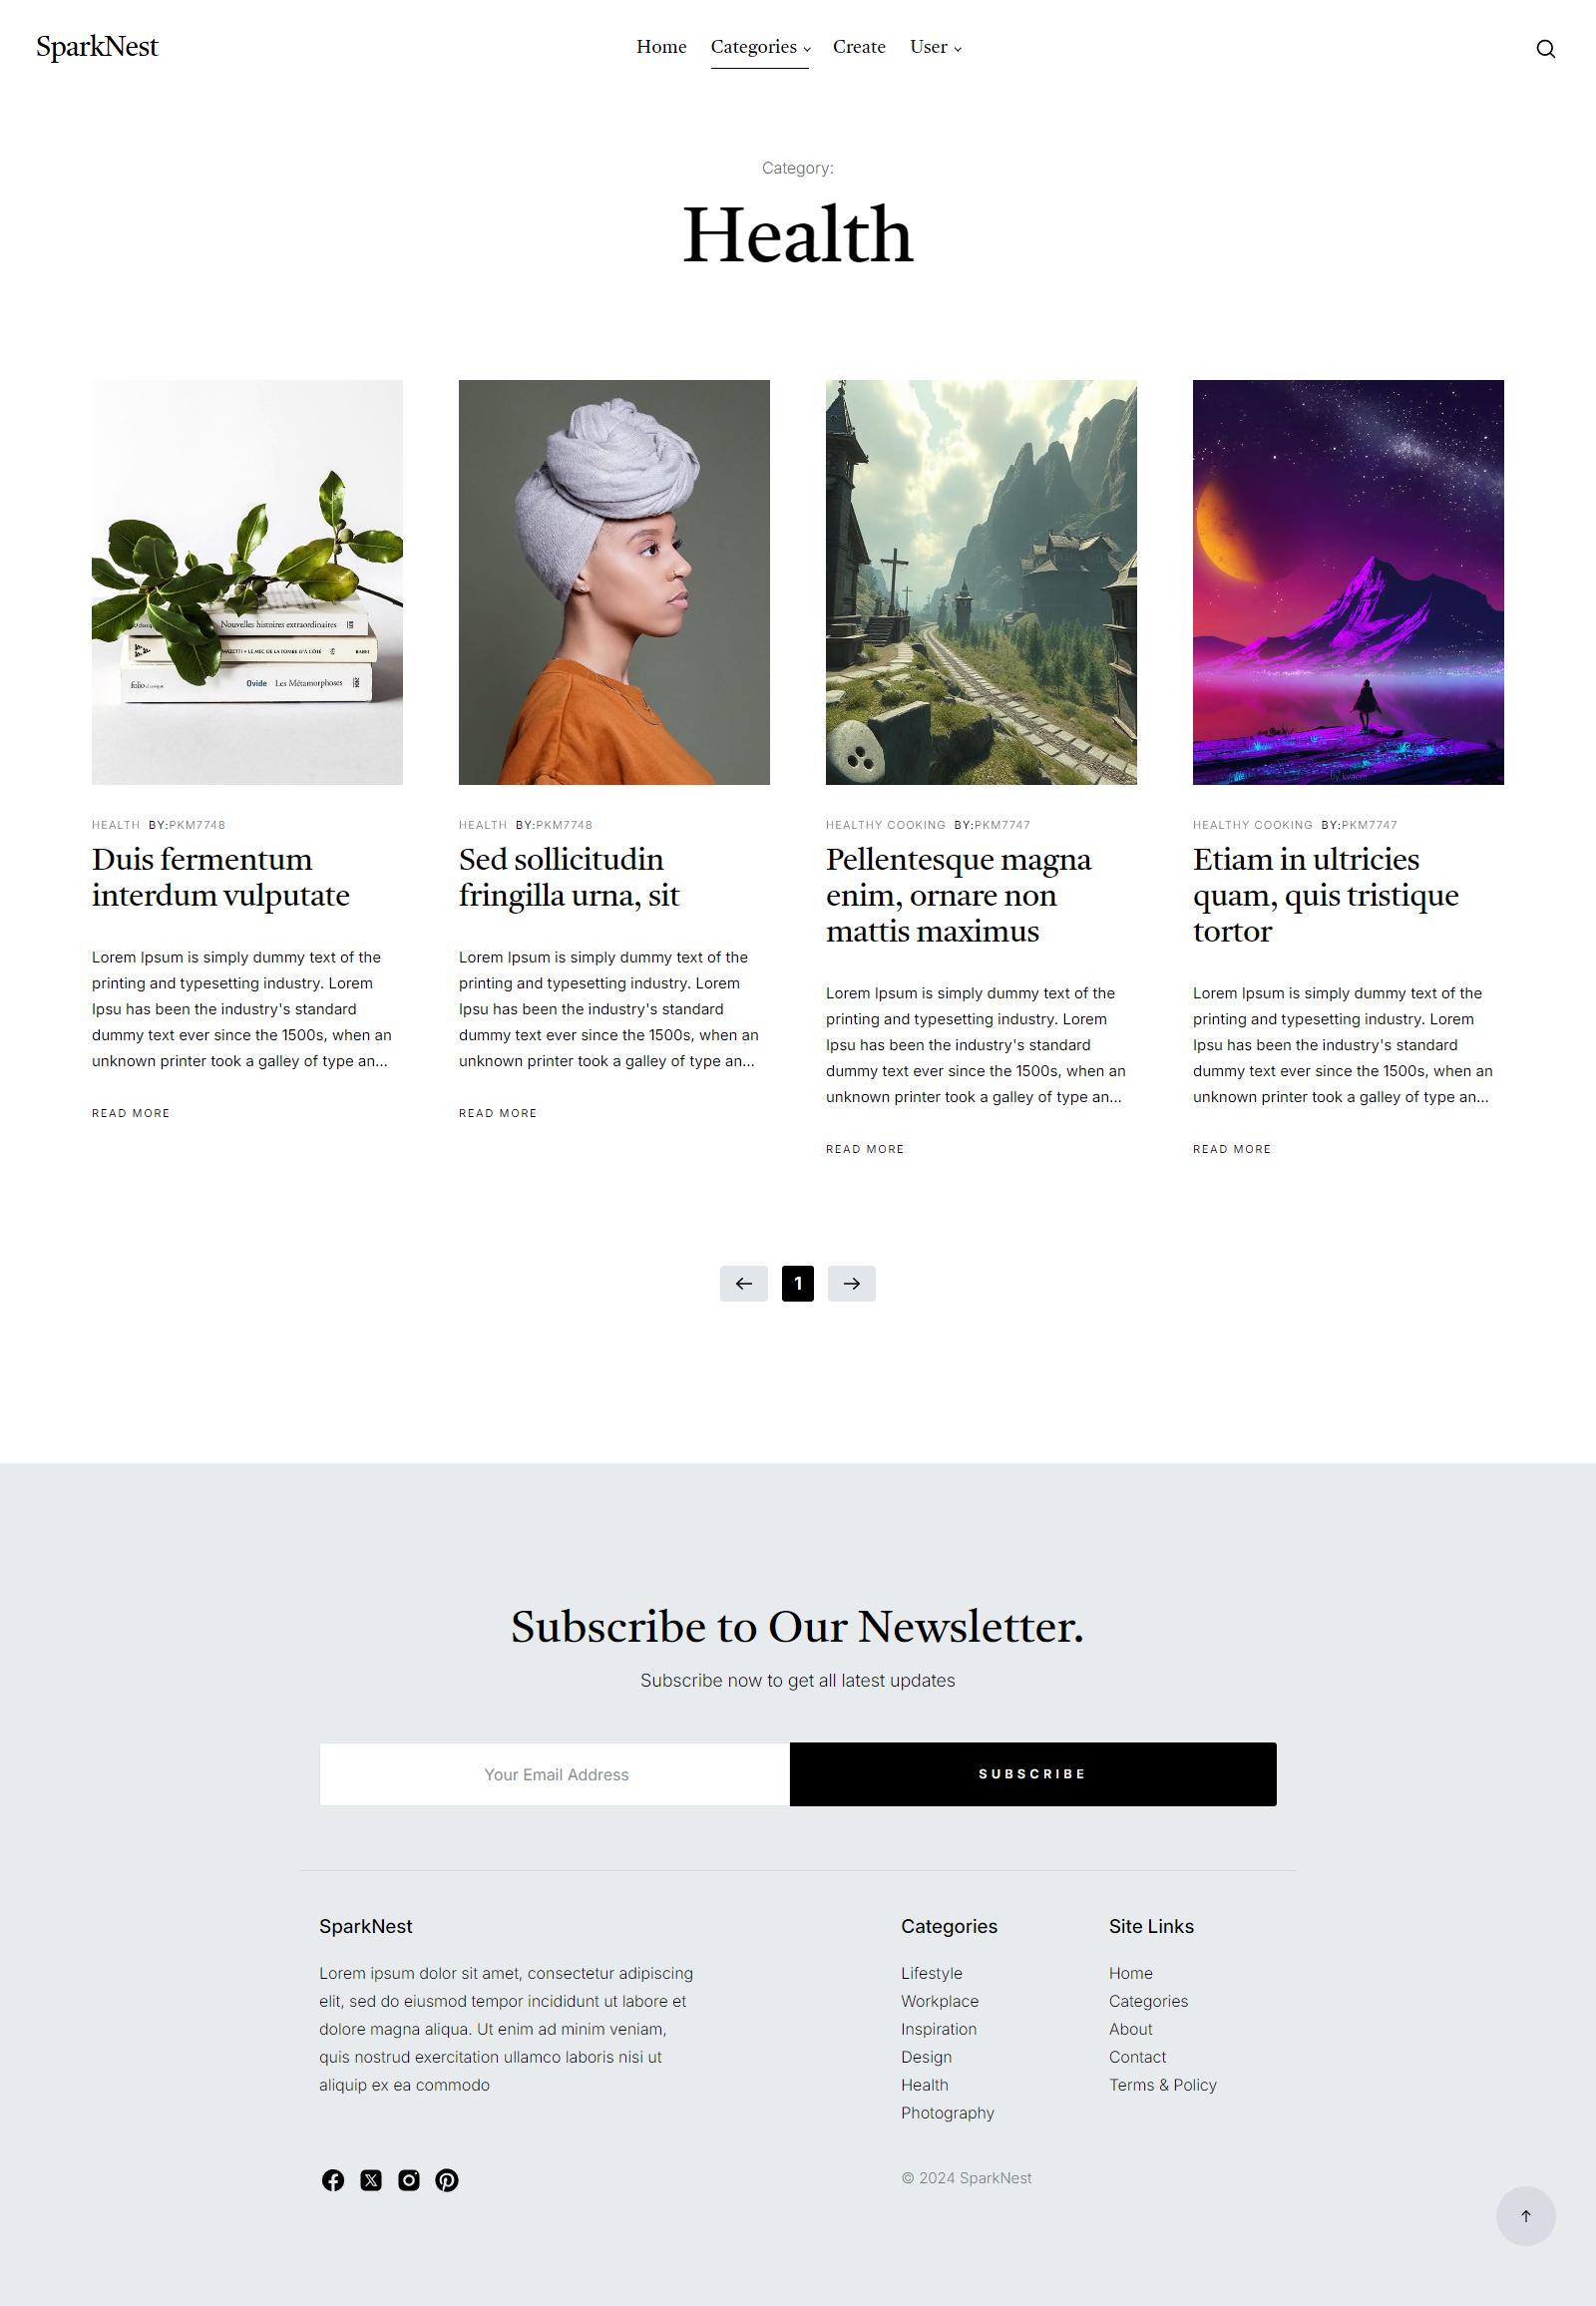 SparkNest
Home Categories Create User
Category:
Health
Nouvelles histoires extraordinaires
LE MEC DE LA TOMBE D'À CÔTÉ
folio
Ovide Les Métamorphoses
HEALTH BY:PKM7748
Duis fermentum
interdum vulputate
Lorem Ipsum is simply dummy text of the
printing and typesetting industry. Lorem
Ipsu has been the industry's standard
dummy text ever since the 1500s, when an
unknown printer took a galley of type an...
READ MORE
HEALTH BY:PKM7748
Sed sollicitudin
fringilla urna, sit
Lorem Ipsum is simply dummy text of the
printing and typesetting industry. Lorem
Ipsu has been the industry's standard
dummy text ever since the 1500s, when an
unknown printer took a galley of type an...
READ MORE
HEALTHY COOKING BY:PKM7747
Pellentesque magna
enim, ornare non
mattis maximus
Lorem Ipsum is simply dummy text of the
printing and typesetting industry. Lorem
Ipsu has been the industry's standard
dummy text ever since the 1500s, when an
unknown printer took a galley of type an...
READ MORE
HEALTHY COOKING BY:PKM7747
Etiam in ultricies
quam, quis tristique
tortor
Lorem Ipsum is simply dummy text of the
printing and typesetting industry. Lorem
Ipsu has been the industry's standard
dummy text ever since the 1500s, when an
unknown printer took a galley of type an...
READ MORE
1
Subscribe to Our Newsletter.
Subscribe now to get all latest updates
Your Email Address
SUBSCRIBE
SparkNest
Lorem ipsum dolor sit amet, consectetur adipiscing
elit, sed do eiusmod tempor incididunt ut labore et
dolore magna aliqua. Ut enim ad minim veniam,
quis nostrud exercitation ullamco laboris nisi ut
aliquip ex ea commodo
Categories
Lifestyle
Workplace
Inspiration
Design
Health
Photography
Site Links
Home
Categories
About
Contact
Terms & Policy
© 2024 SparkNest